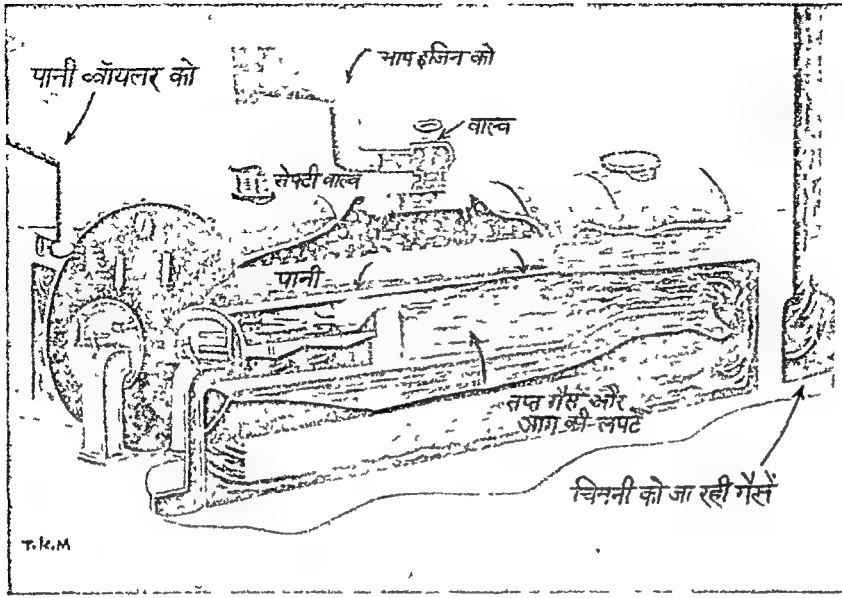 भाप इंजिन को
पानी ब्वॉयलर को
वाल्व
सेफ्टी वाल्व
पानी
तप्त गैसें और
आग की लपटें
चिमनी को जा रही गैसें
T.K.M